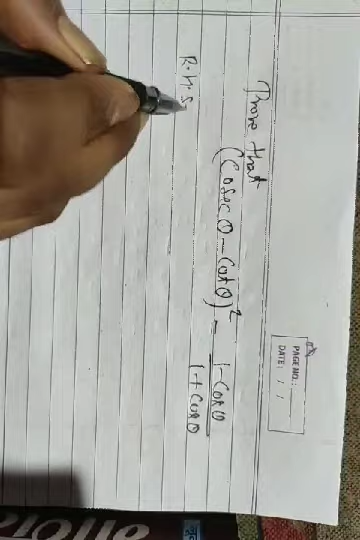 PAGE NO.:
DATE: / /
Prove that
(Cosec θ - Cot θ)² = 1 - Cos θ / 1 + Cos θ
R.H.S